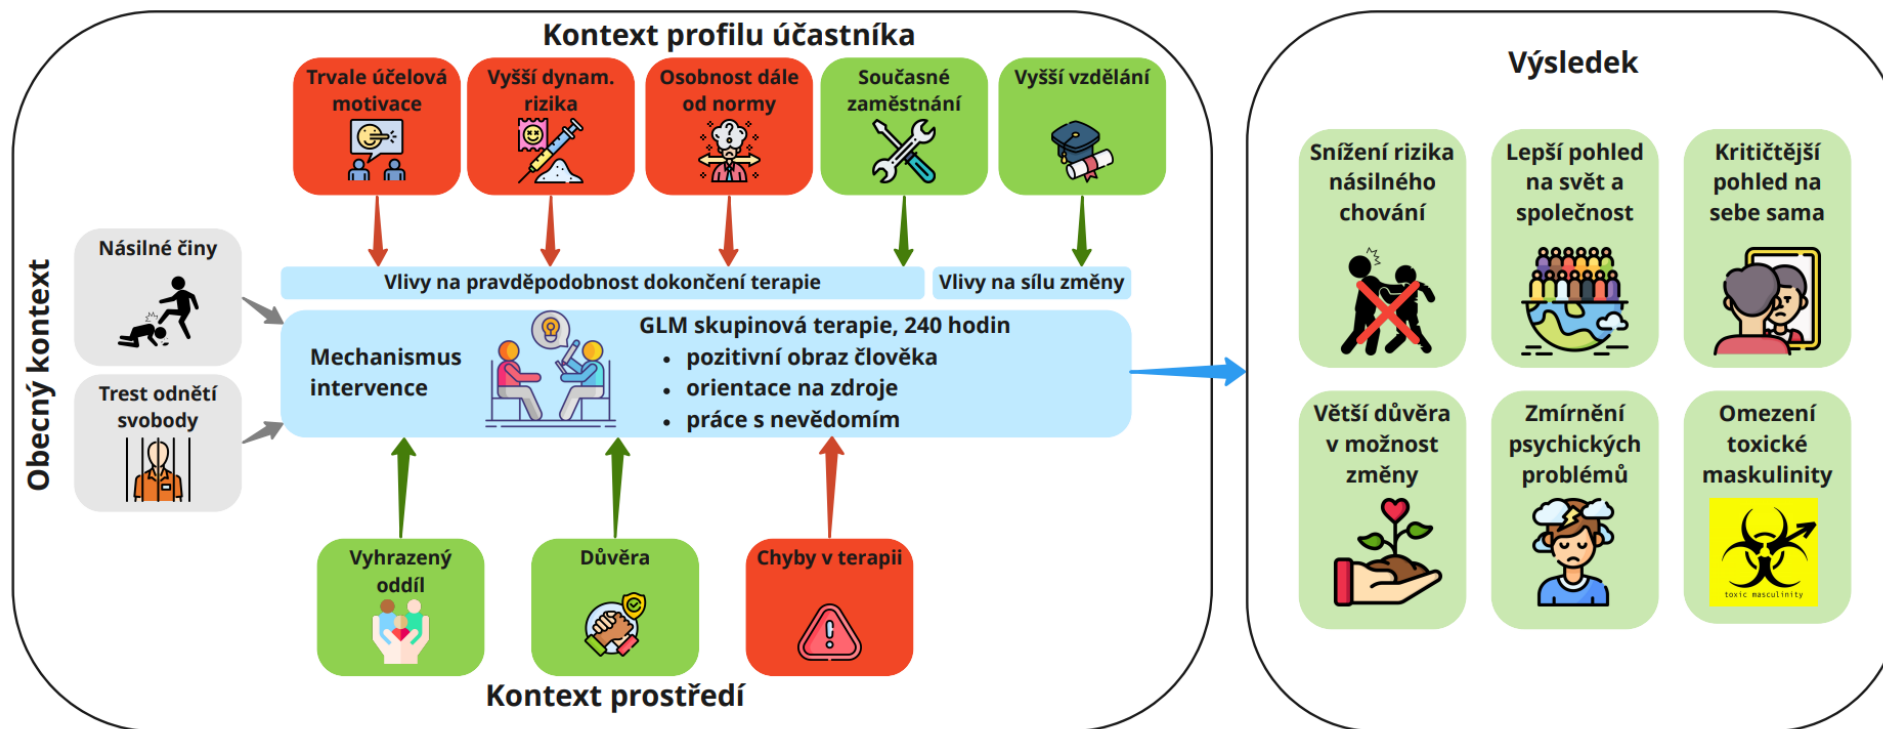 Kontext profilu účastníka
Trvale účelová
motivace
Vyšší dynam.
rizika
Osobnost dále
od normy
Současné
zaměstnání
Vyšší vzdělání
Obecný kontext
Násilné činy
Trest odnětí
svobody
Vlivy na pravděpodobnost dokončení terapie
Vlivy na sílu změny
Mechanismus
intervence
GLM skupinová terapie, 240 hodin
• pozitivní obraz člověka
• orientace na zdroje
• práce s nevědomím
Vyhrazený
oddíl
Důvěra
Chyby v terapii
Kontext prostředí
Výsledek
Snížení rizika
násilného
chování
Lepší pohled
na svět a
společnost
Kritičtější
pohled na
sebe sama
Větší důvěra
v možnost
změny
Zmírnění
psychických
problémů
Omezení
toxické
maskulinity
toxic masculinity